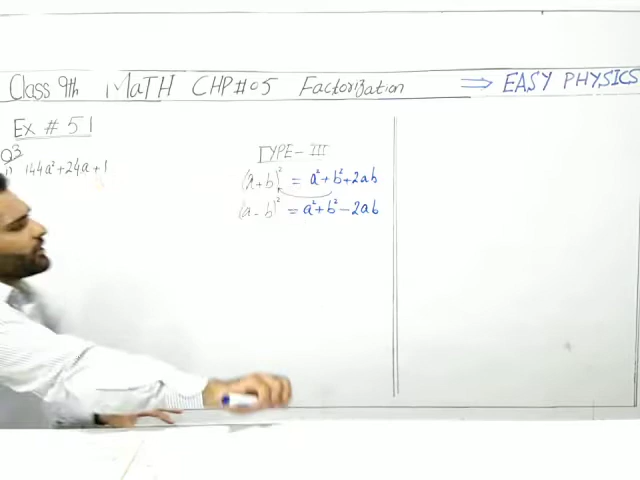 Class 9th MaTH CHP#05 Factorization ⇒ EASY PHYSICS
Ex # 5.1
Q3
1) 144a²+24a+1
TYPE-III
(a+b)² = a²+b²+2ab
(a-b)² = a²+b²-2ab